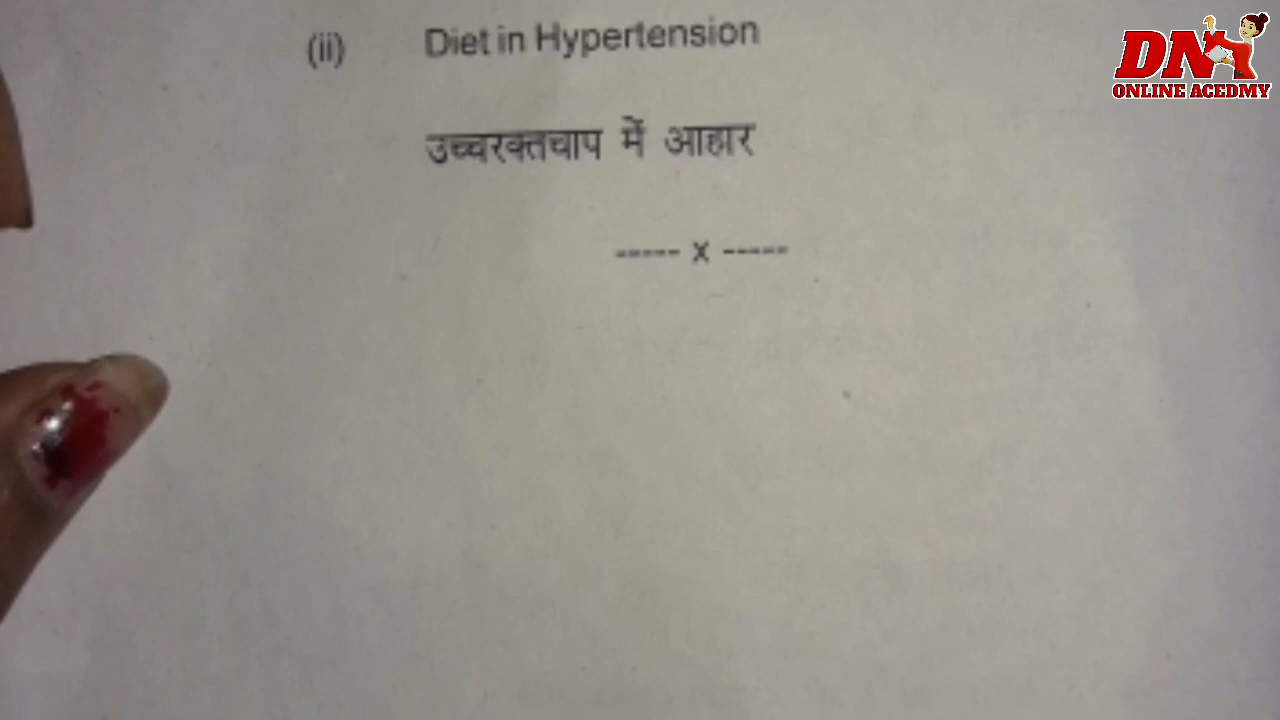 (ii) Diet in Hypertension
उच्चरक्तचाप में आहार
----- x -----
DN
ONLINE ACEDMY